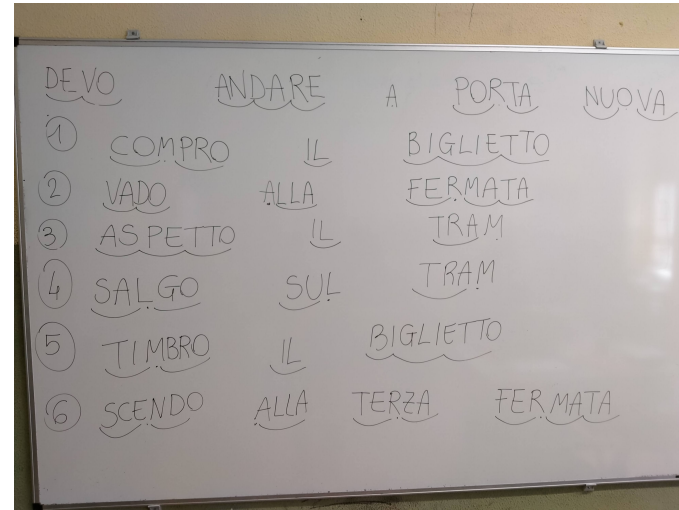 DEVO ANDARE A PORTA NUOVA
1 COMPRO IL BIGLIETTO
2 VADO ALLA FERMATA
3 ASPETTO IL TRAM
4 SALGO SUL TRAM
5 TIMBRO IL BIGLIETTO
6 SCENDO ALLA TERZA FERMATA